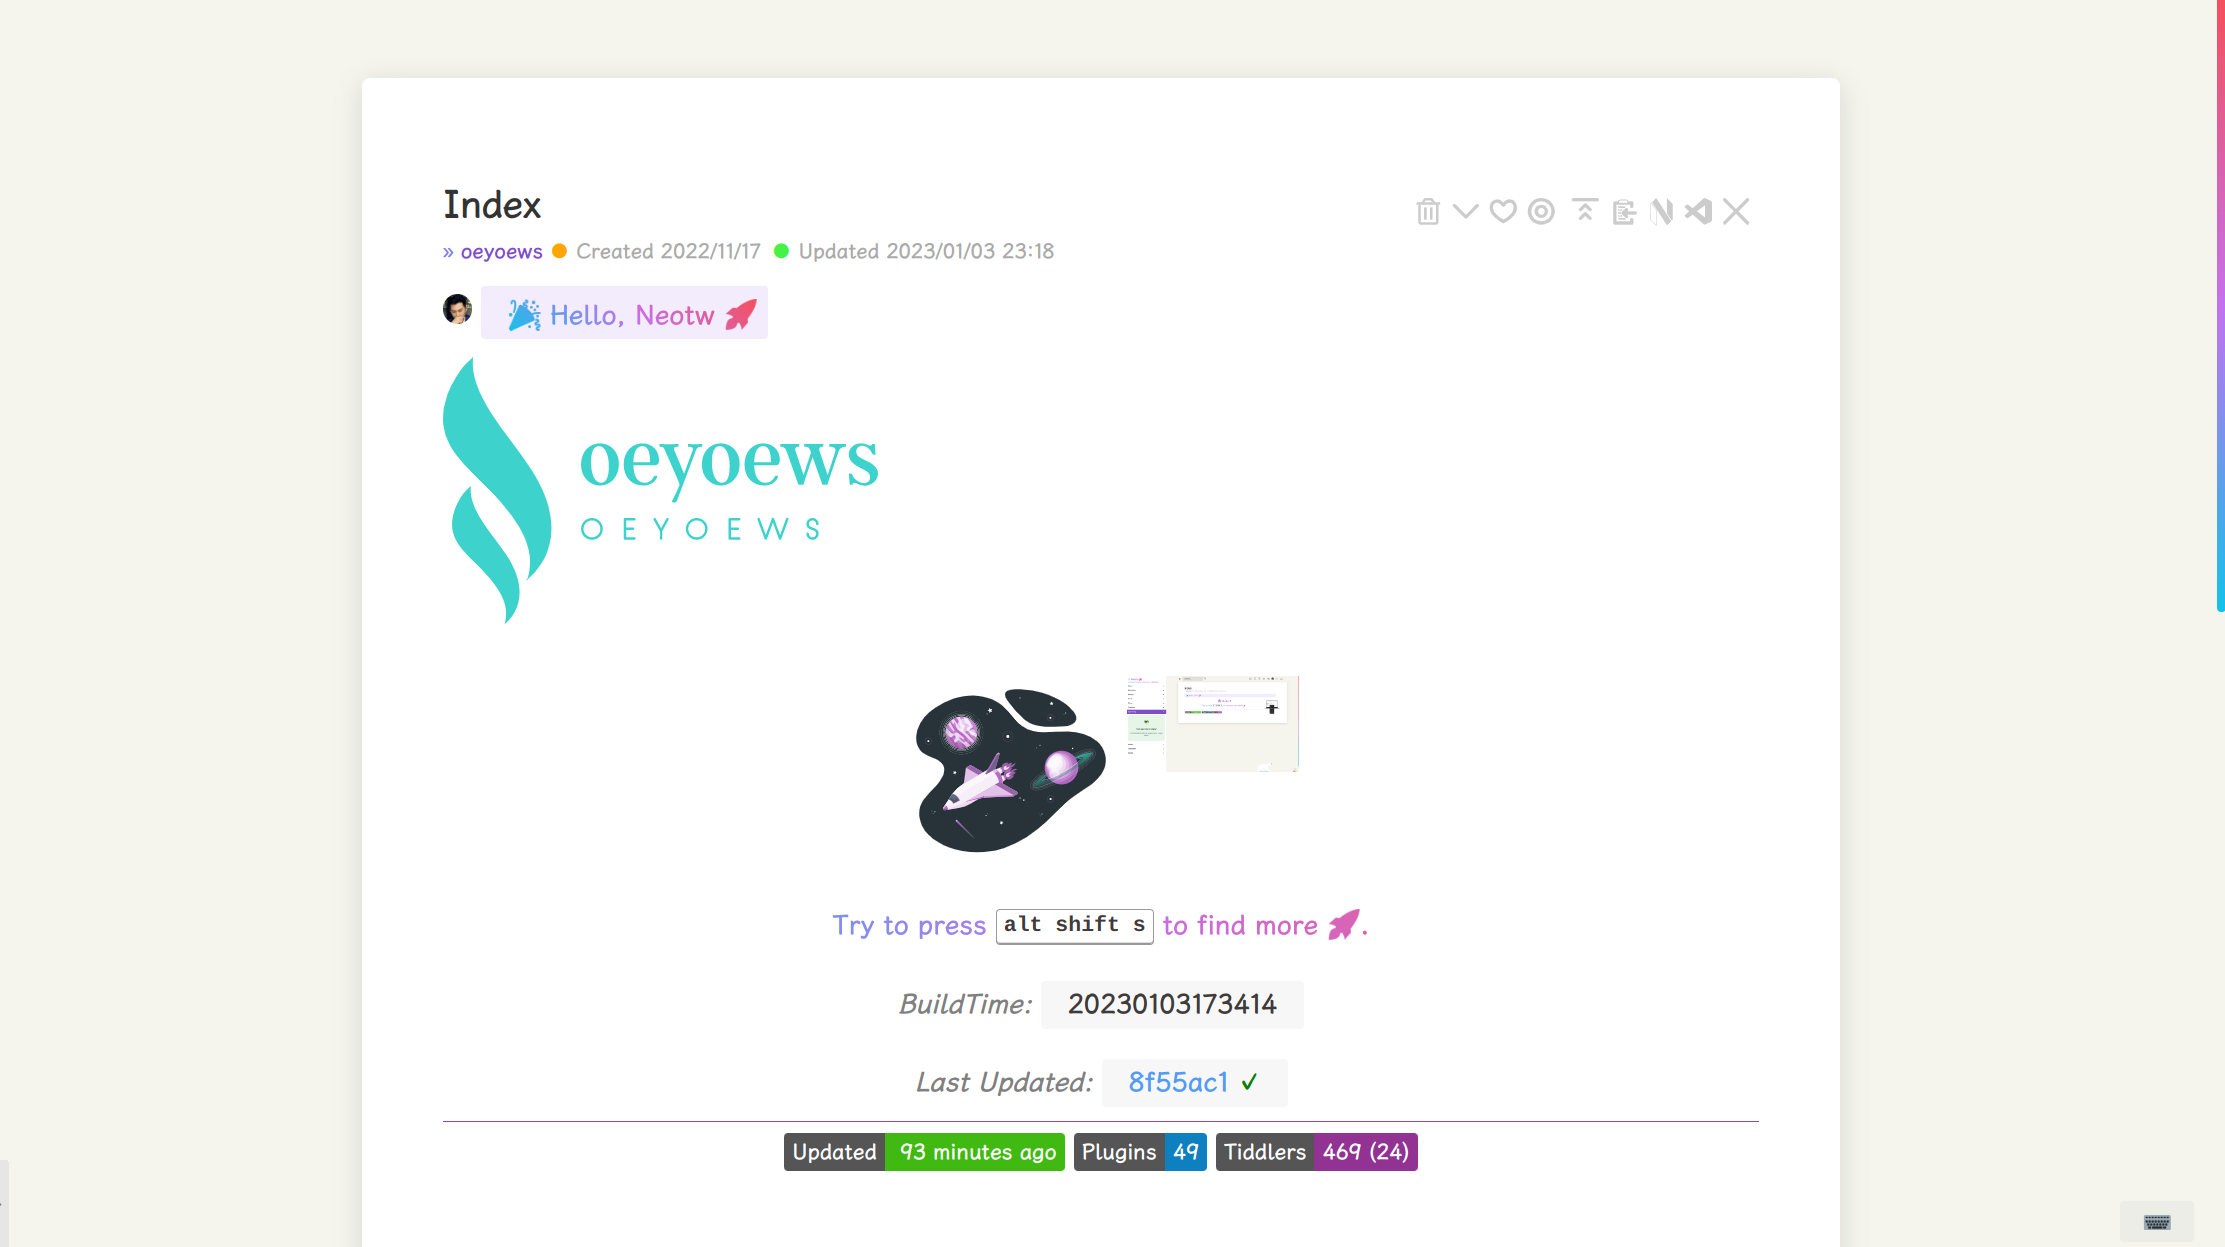 Index
» oeyoews Created 2022/11/17 Updated 2023/01/03 23:18
🎉 Hello, Neotw 🚀
oeyoews
OEYOEWS
Try to press alt shift s to find more 🚀.
BuildTime: 20230103173414
Last Updated: 8f55ac1 ✓
Updated 93 minutes ago Plugins 49 Tiddlers 469 (24)